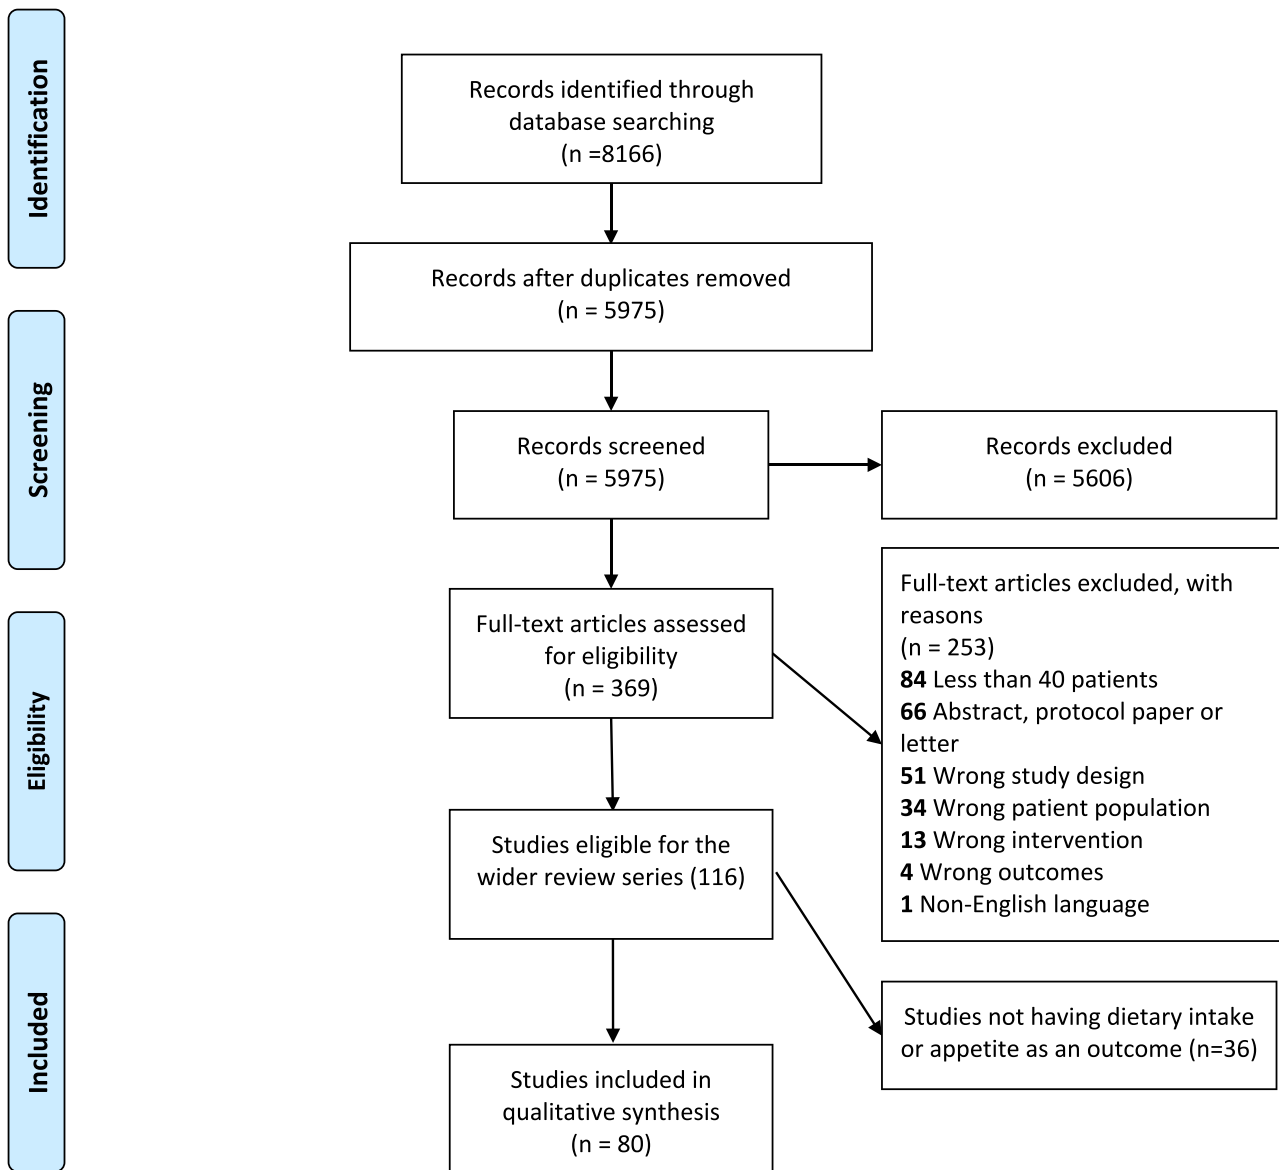 Identification
Records identified through
database searching
(n =8166)
Records after duplicates removed
(n = 5975)
Screening
Records screened
(n = 5975)
Records excluded
(n = 5606)
Eligibility
Full-text articles assessed
for eligibility
(n = 369)
Full-text articles excluded, with
reasons
(n = 253)
84 Less than 40 patients
66 Abstract, protocol paper or
letter
51 Wrong study design
34 Wrong patient population
13 Wrong intervention
4 Wrong outcomes
1 Non-English language
Studies eligible for the
wider review series (116)
Included
Studies not having dietary intake
or appetite as an outcome (n=36)
Studies included in
qualitative synthesis
(n = 80)